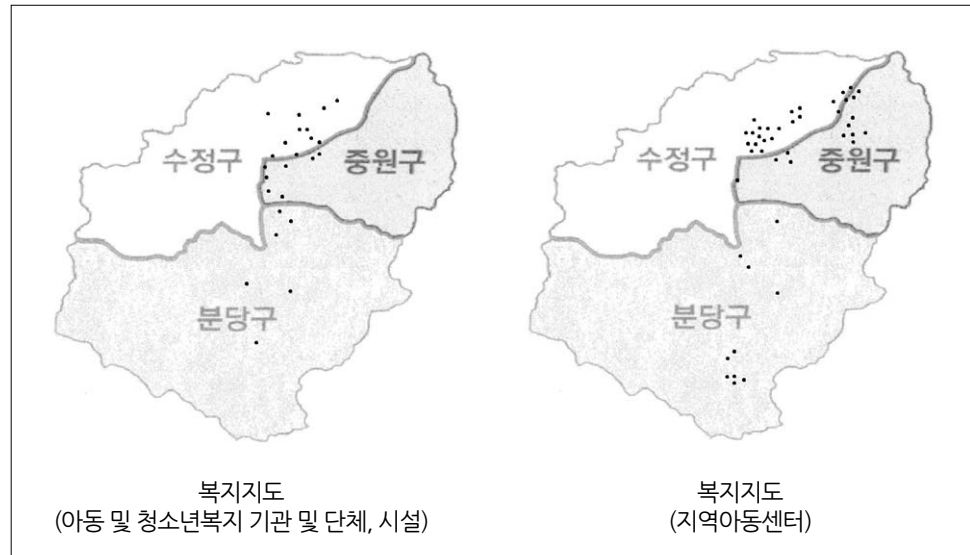 수정구
중원구
분당구
복지지도
(아동 및 청소년복지 기관 및 단체, 시설)
수정구
중원구
분당구
복지지도
(지역아동센터)